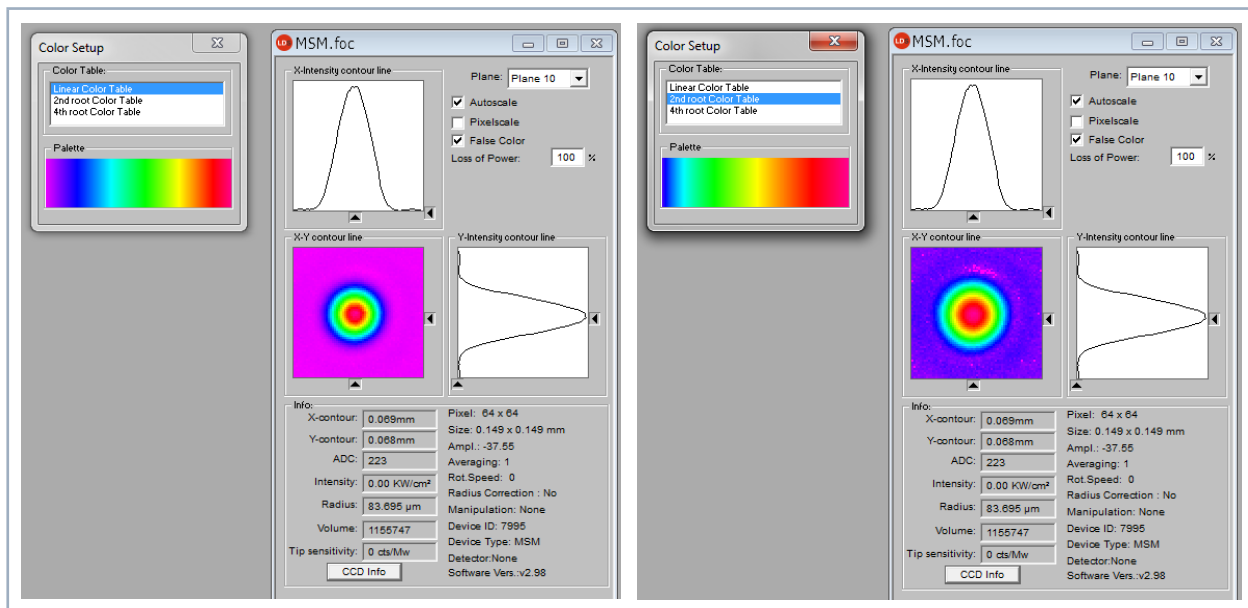 Color Setup
Color Table:
Linear Color Table
2nd root Color Table
4th root Color Table
Palette
LD MSM.foc
X-Intensity contour line
Plane: Plane 10
Autoscale
Pixelscale
False Color
Loss of Power: 100 %
X-Y contour line
Y-Intensity contour line
Info:
X-contour: 0.069mm
Y-contour: 0.068mm
ADC: 223
Intensity: 0.00 KW/cm²
Radius: 83.695 µm
Volume: 1155747
Tip sensitivity: 0 cts/Mw
CCD Info
Pixel: 64 x 64
Size: 0.149 x 0.149 mm
Ampl.: -37.55
Averaging: 1
Rot.Speed: 0
Radius Correction : No
Manipulation: None
Device ID: 7995
Device Type: MSM
Detector:None
Software Vers.:v2.98
Color Setup
Color Table:
Linear Color Table
2nd root Color Table
4th root Color Table
Palette
LD MSM.foc
X-Intensity contour line
Plane: Plane 10
Autoscale
Pixelscale
False Color
Loss of Power: 100 %
X-Y contour line
Y-Intensity contour line
Info:
X-contour: 0.069mm
Y-contour: 0.068mm
ADC: 223
Intensity: 0.00 KW/cm²
Radius: 83.695 µm
Volume: 1155747
Tip sensitivity: 0 cts/Mw
CCD Info
Pixel: 64 x 64
Size: 0.149 x 0.149 mm
Ampl.: -37.55
Averaging: 1
Rot.Speed: 0
Radius Correction : No
Manipulation: None
Device ID: 7995
Device Type: MSM
Detector:None
Software Vers.:v2.98